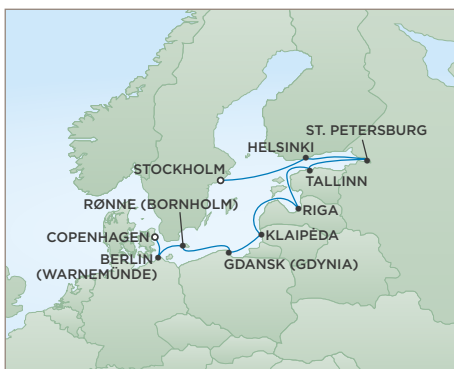 ST. PETERSBURG
HELSINKI
STOCKHOLM
TALLINN
RØNNE (BORNHOLM)
RIGA
COPENHAGEN
KLAIPĖDA
BERLIN
(WARNEMÜNDE)
GDANSK (GDYNIA)